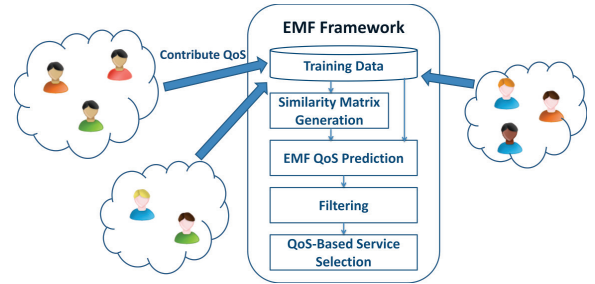 EMF Framework
Contribute QoS
Training Data
Similarity Matrix
Generation
EMF QoS Prediction
Filtering
QoS-Based Service
Selection